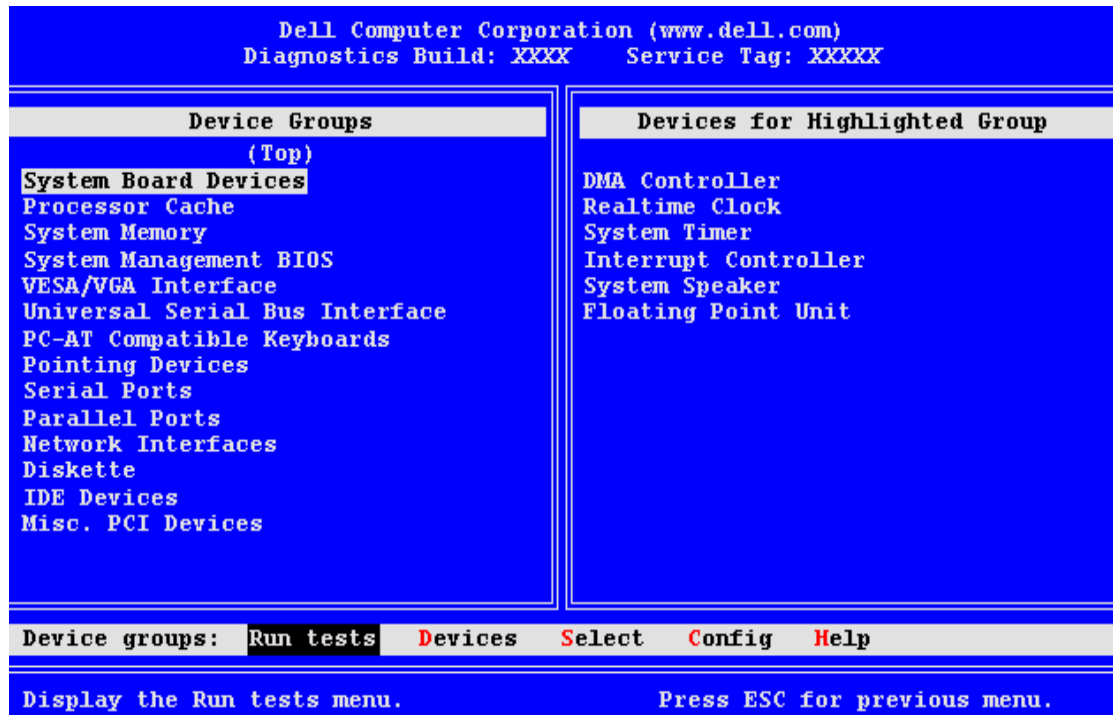 Dell Computer Corporation (www.dell.com)
Diagnostics Build: XXXX Service Tag: XXXXX
Device Groups
(Top)
System Board Devices
Processor Cache
System Memory
System Management BIOS
VESA/VGA Interface
Universal Serial Bus Interface
PC-AT Compatible Keyboards
Pointing Devices
Serial Ports
Parallel Ports
Network Interfaces
Diskette
IDE Devices
Misc. PCI Devices
Devices for Highlighted Group
DMA Controller
Realtime Clock
System Timer
Interrupt Controller
System Speaker
Floating Point Unit
Device groups: Run tests Devices Select Config Help
Display the Run tests menu. Press ESC for previous menu.